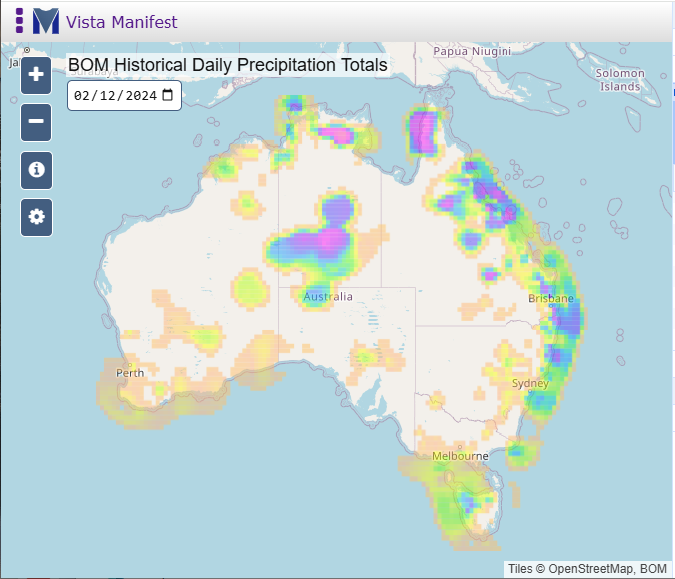 Vista Manifest
Papua Niugini
BOM Historical Daily Precipitation Totals
Surabaya
Solomon
Islands
02/12/2024
Australia
Brisbane
Perth
Sydney
Melbourne
Tiles © OpenStreetMap, BOM